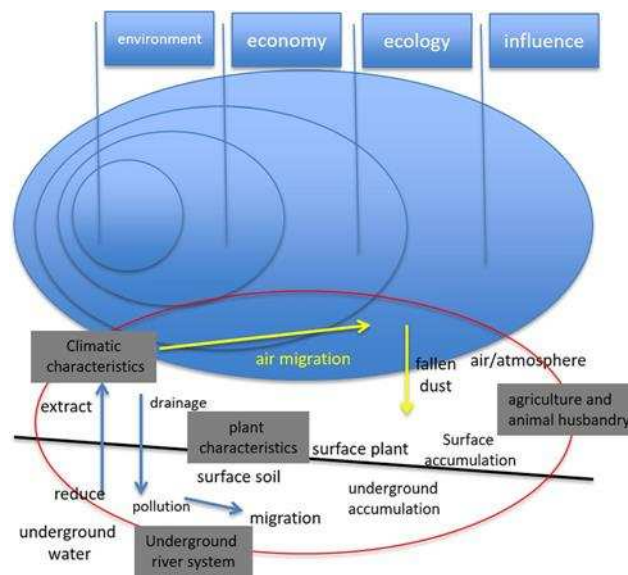 environment
economy
ecology
influence
Climatic
characteristics
air migration
fallen
dust
air/atmosphere
extract
drainage
agriculture and
animal husbandry
plant
characteristics
surface plant
Surface
accumulation
surface soil
reduce
pollution
migration
underground
accumulation
underground
water
Underground
river system